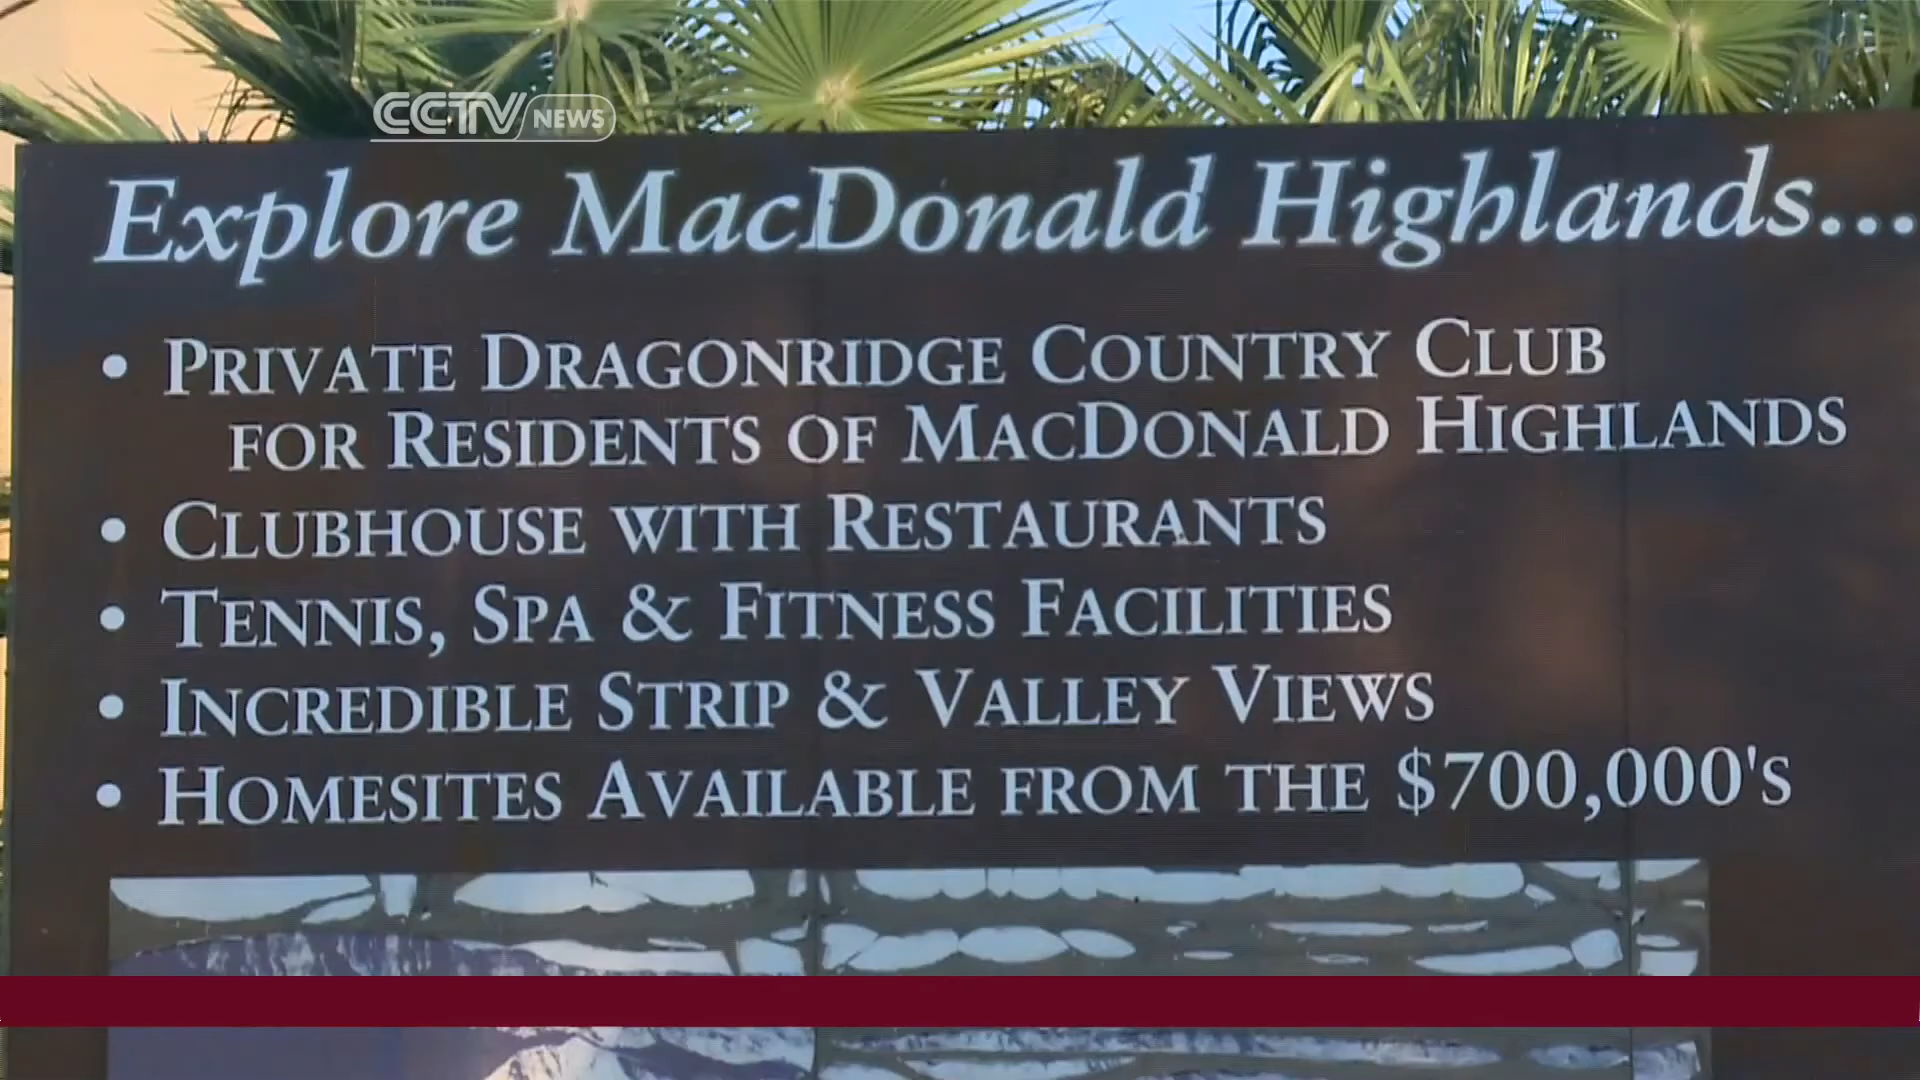 CCTV NEWS
Explore MacDonald Highlands...
• PRIVATE DRAGONRIDGE COUNTRY CLUB
FOR RESIDENTS OF MACDONALD HIGHLANDS
• CLUBHOUSE WITH RESTAURANTS
• TENNIS, SPA & FITNESS FACILITIES
• INCREDIBLE STRIP & VALLEY VIEWS
• HOMESITES AVAILABLE FROM THE $700,000's